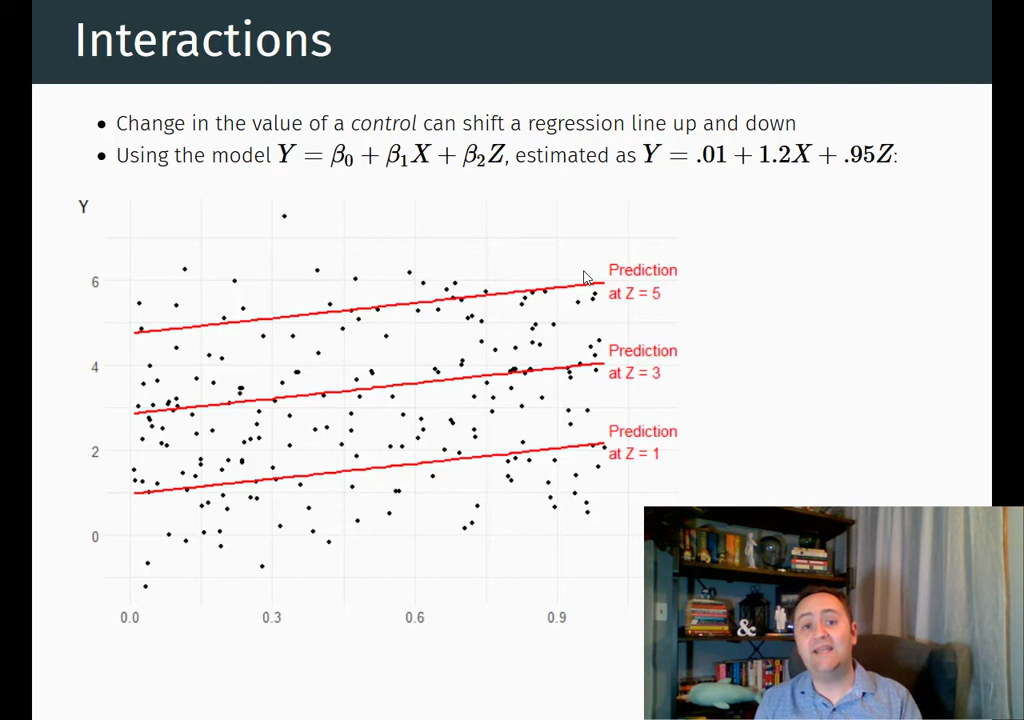 Interactions
• Change in the value of a control can shift a regression line up and down
• Using the model Y = β₀ + β₁X + β₂Z, estimated as Y = .01 + 1.2X + .95Z:
Y
6
4
2
0
0.0 0.3 0.6 0.9
Prediction
at Z = 5
Prediction
at Z = 3
Prediction
at Z = 1
&